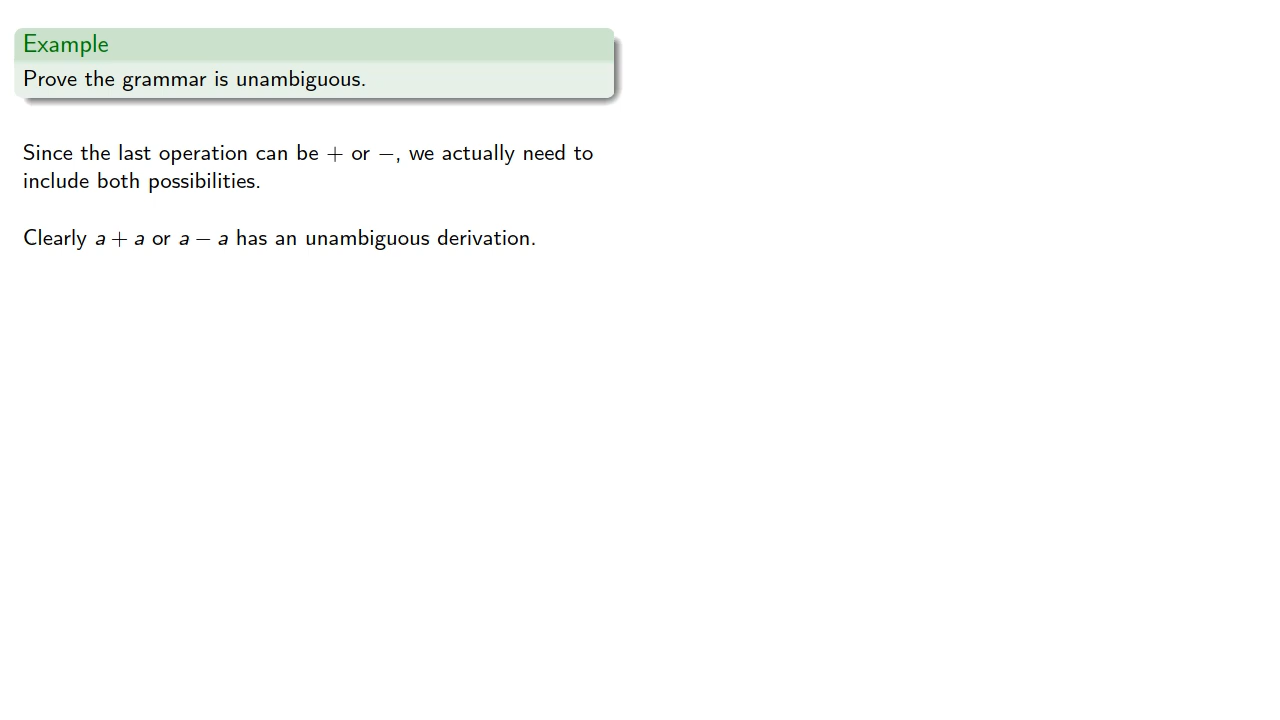 Example
Prove the grammar is unambiguous.
Since the last operation can be + or −, we actually need to
include both possibilities.
Clearly a + a or a − a has an unambiguous derivation.